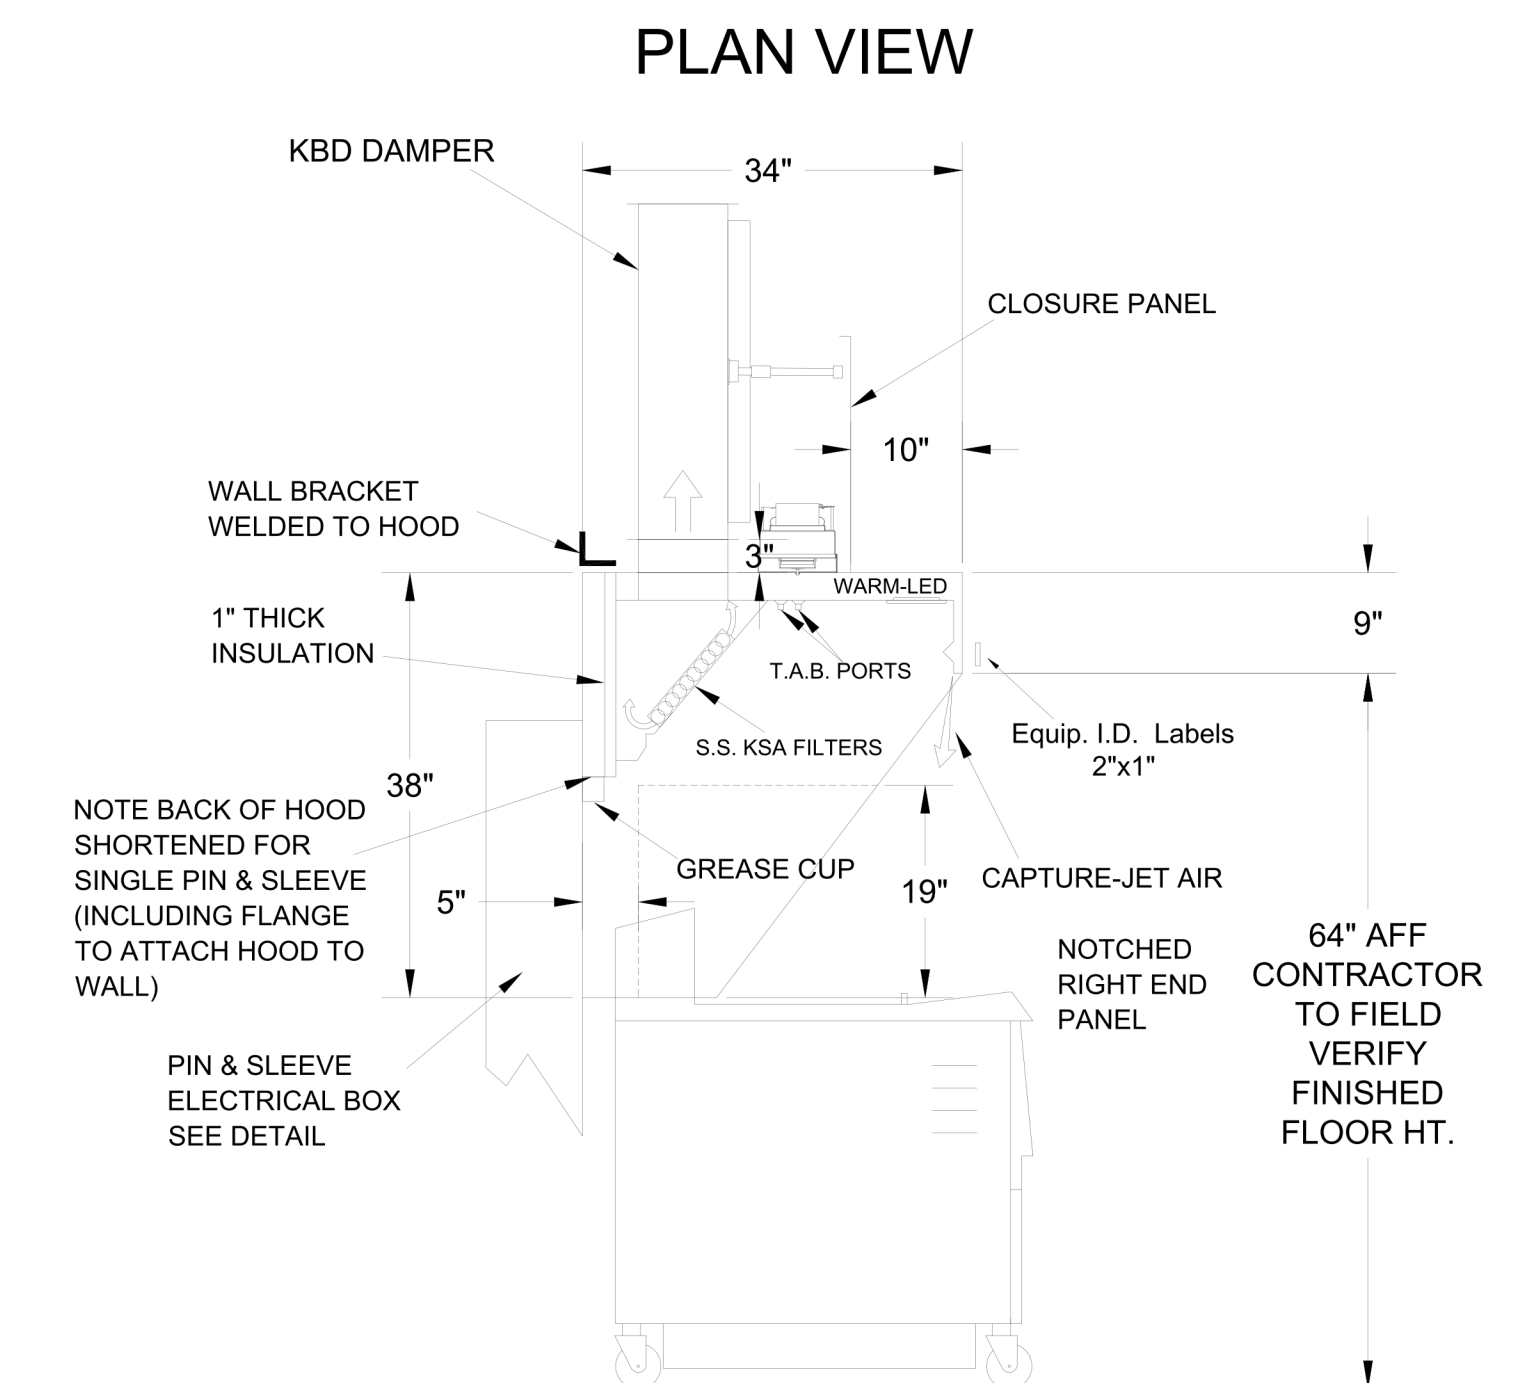 PLAN VIEW
KBD DAMPER
34"
CLOSURE PANEL
10"
WALL BRACKET
WELDED TO HOOD
3"
WARM-LED
1" THICK
INSULATION
9"
T.A.B. PORTS
S.S. KSA FILTERS
Equip. I.D. Labels
2"x1"
38"
NOTE BACK OF HOOD
SHORTENED FOR
SINGLE PIN & SLEEVE
(INCLUDING FLANGE
TO ATTACH HOOD TO
WALL)
GREASE CUP
5"
19"
CAPTURE-JET AIR
NOTCHED
RIGHT END
PANEL
64" AFF
CONTRACTOR
TO FIELD
VERIFY
FINISHED
FLOOR HT.
PIN & SLEEVE
ELECTRICAL BOX
SEE DETAIL